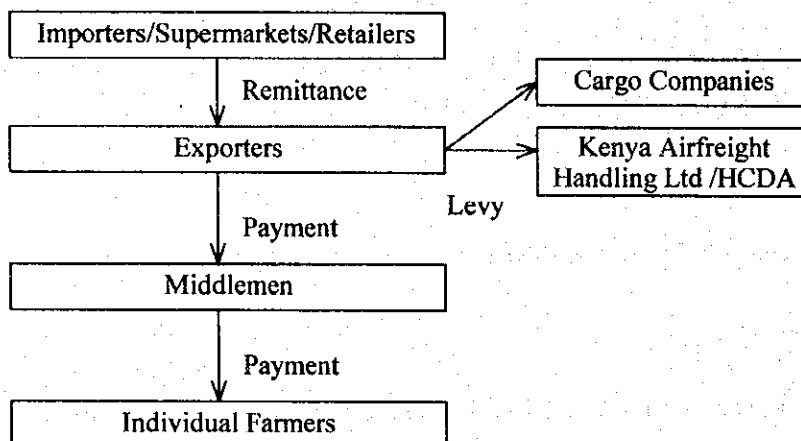 Importers/Supermarkets/Retailers
Remittance
Cargo Companies
Exporters
Kenya Airfreight
Handling Ltd /HCDA
Levy
Payment
Middlemen
Payment
Individual Farmers